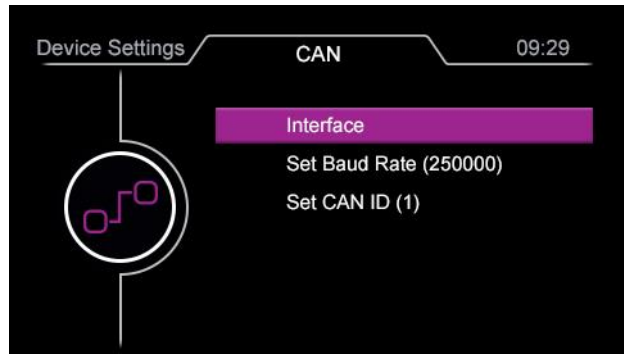 Device Settings
CAN
09:29
Interface
Set Baud Rate (250000)
Set CAN ID (1)